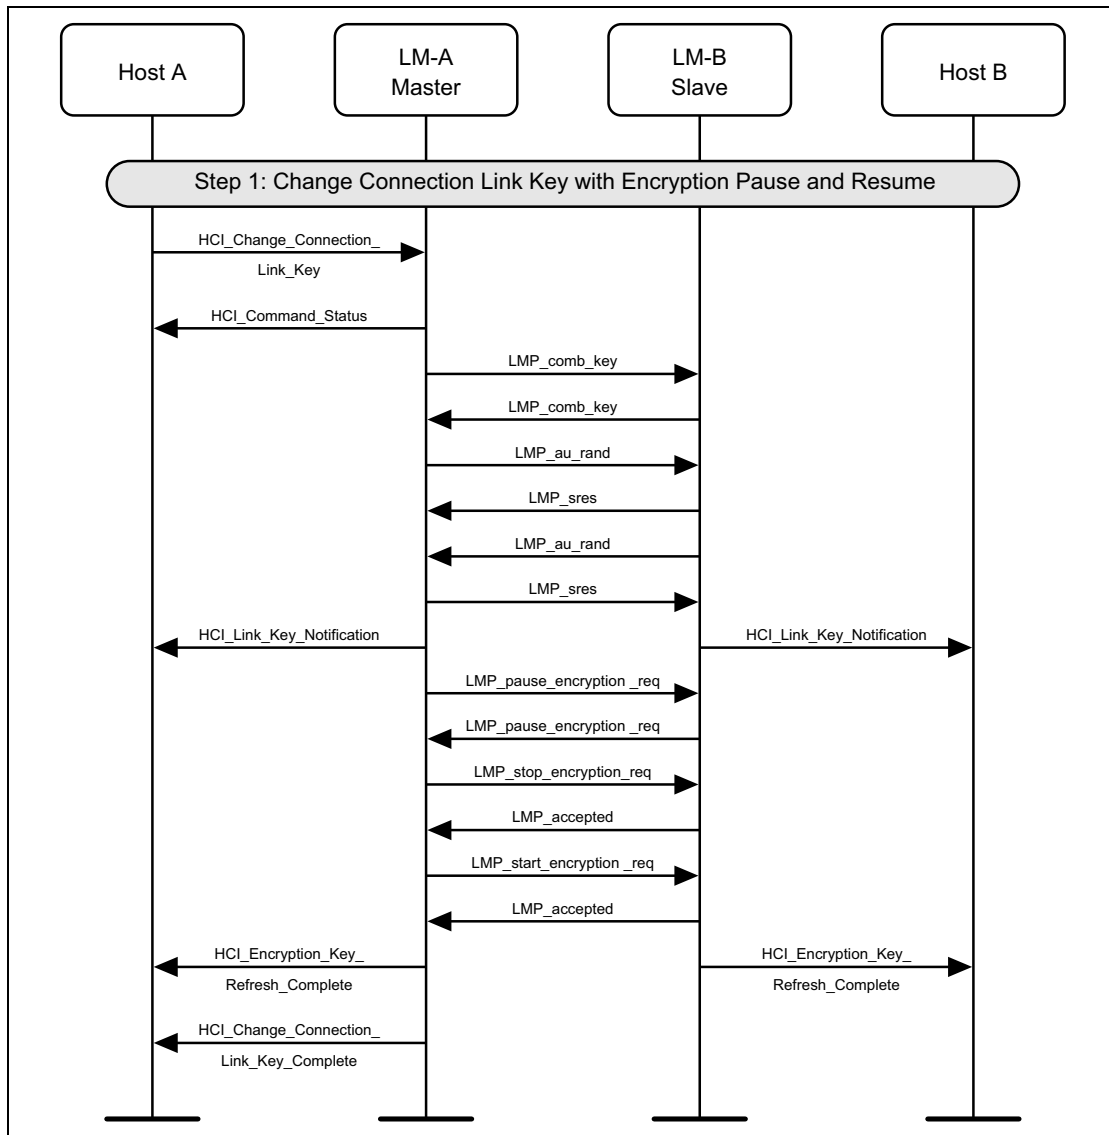 Host A
LM-A
Master
LM-B
Slave
Host B
Step 1: Change Connection Link Key with Encryption Pause and Resume
HCI_Change_Connection_
Link_Key
HCI_Command_Status
LMP_comb_key
LMP_comb_key
LMP_au_rand
LMP_sres
LMP_au_rand
LMP_sres
HCI_Link_Key_Notification
HCI_Link_Key_Notification
LMP_pause_encryption _req
LMP_pause_encryption _req
LMP_stop_encryption_req
LMP_accepted
LMP_start_encryption _req
LMP_accepted
HCI_Encryption_Key_
Refresh_Complete
HCI_Encryption_Key_
Refresh_Complete
HCI_Change_Connection_
Link_Key_Complete